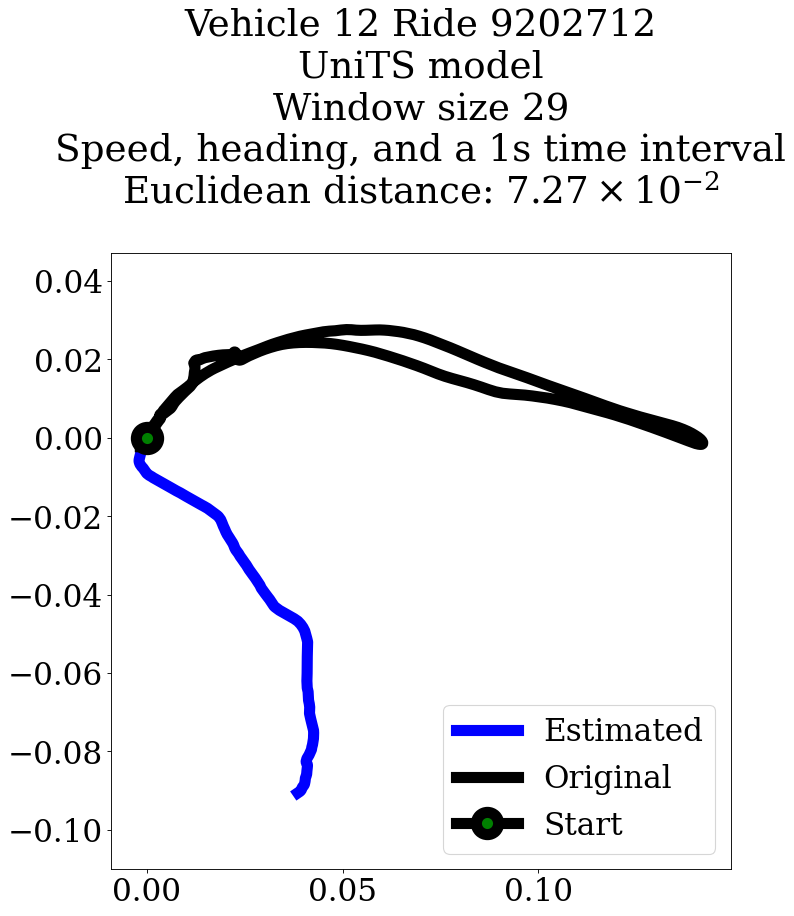 Vehicle 12 Ride 9202712
UniTS model
Window size 29
Speed, heading, and a 1s time interval
Euclidean distance: 7.27 × 10⁻²
0.04
0.02
0.00
−0.02
−0.04
−0.06
−0.08
−0.10
Estimated
Original
Start
0.00 0.05 0.10